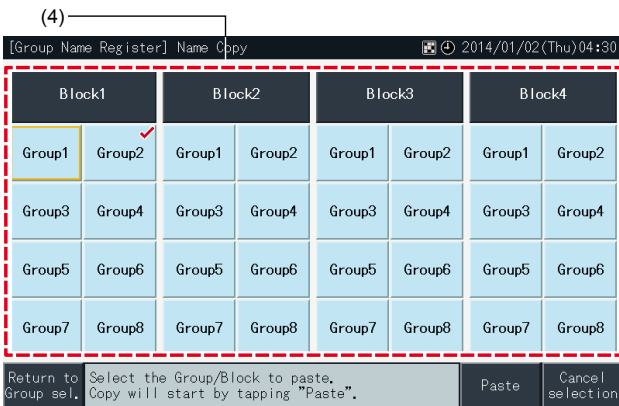 (4)
[Group Name Register] Name Copy 2014/01/02(Thu)04:30
Block1 Block2 Block3 Block4
Group1 Group2 Group1 Group2 Group1 Group2 Group1 Group2
Group3 Group4 Group3 Group4 Group3 Group4 Group3 Group4
Group5 Group6 Group5 Group6 Group5 Group6 Group5 Group6
Group7 Group8 Group7 Group8 Group7 Group8 Group7 Group8
Return to
Group sel.
Select the Group/Block to paste.
Copy will start by tapping ”Paste”.
Paste
Cancel
selection